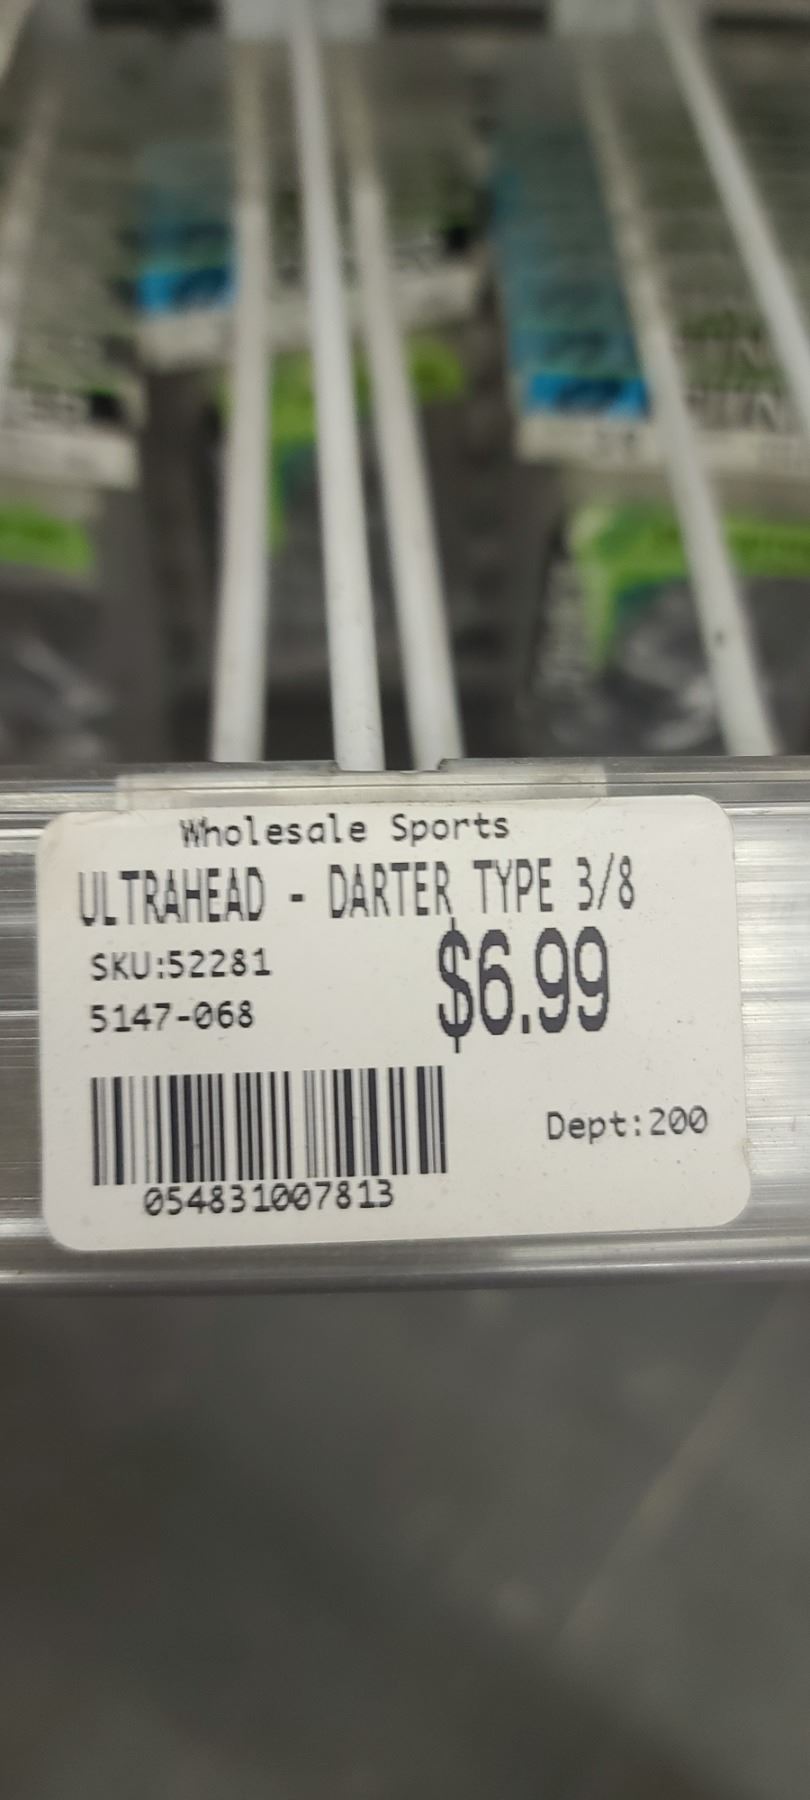 Wholesale Sports
ULTRAHEAD - DARTER TYPE 3/8
SKU:52281
$6.99
5147-068
Dept:200
054831007813